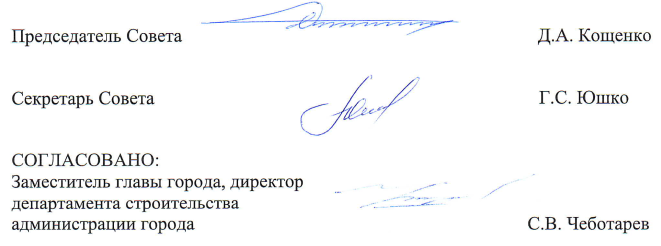 Председатель Совета Д.А. Кощенко
Секретарь Совета Г.С. Юшко
СОГЛАСОВАНО:
Заместитель главы города, директор
департамента строительства
администрации города С.В. Чеботарев